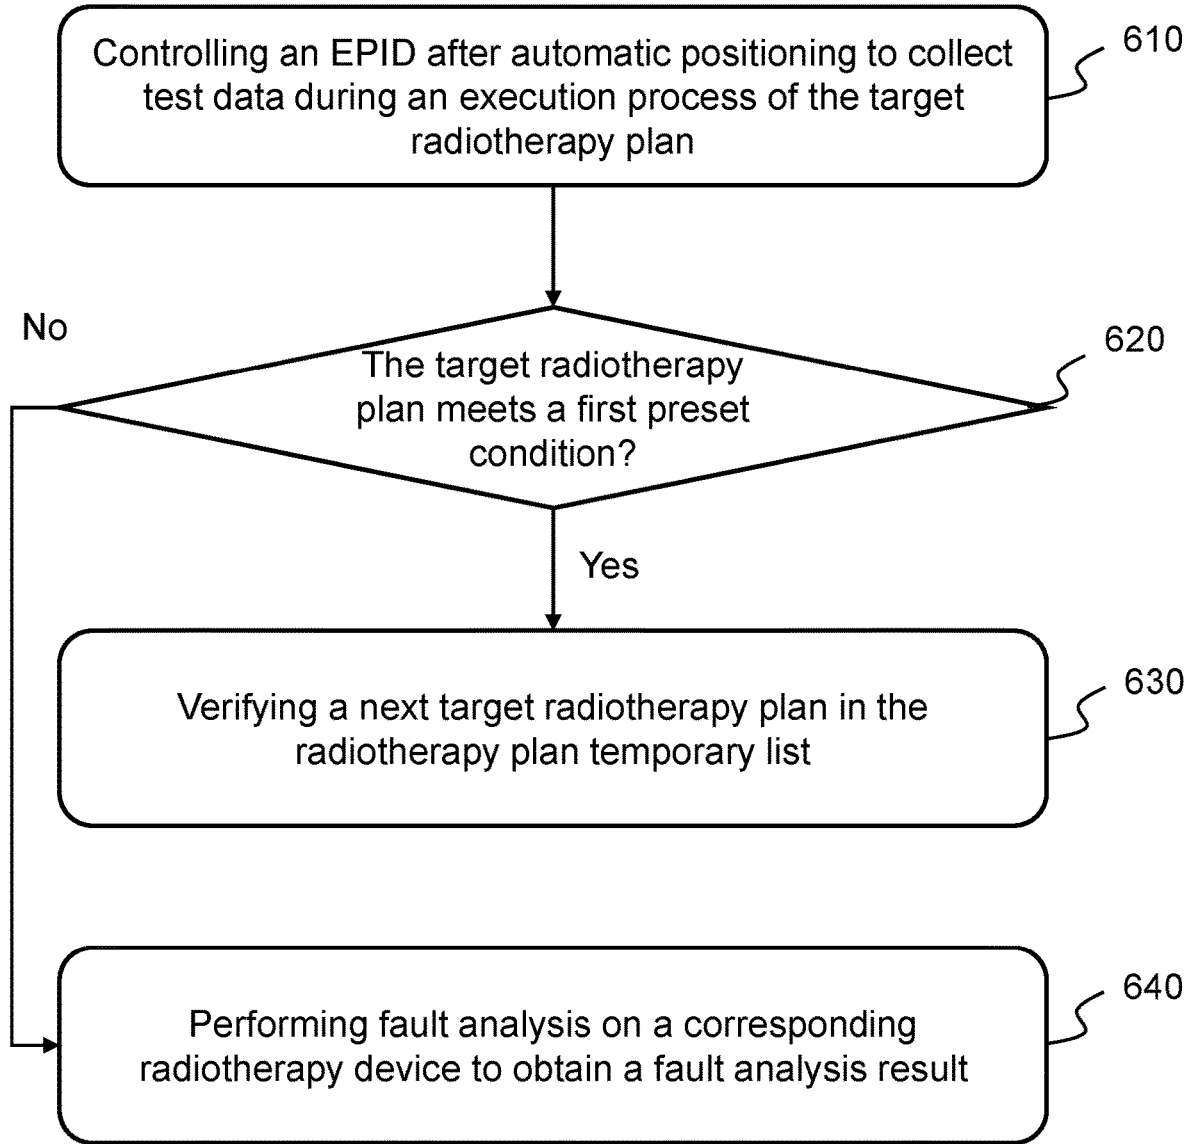 Controlling an EPID after automatic positioning to collect
test data during an execution process of the target
radiotherapy plan
610
No
The target radiotherapy
plan meets a first preset
condition?
620
Yes
Verifying a next target radiotherapy plan in the
radiotherapy plan temporary list
630
Performing fault analysis on a corresponding
radiotherapy device to obtain a fault analysis result
640